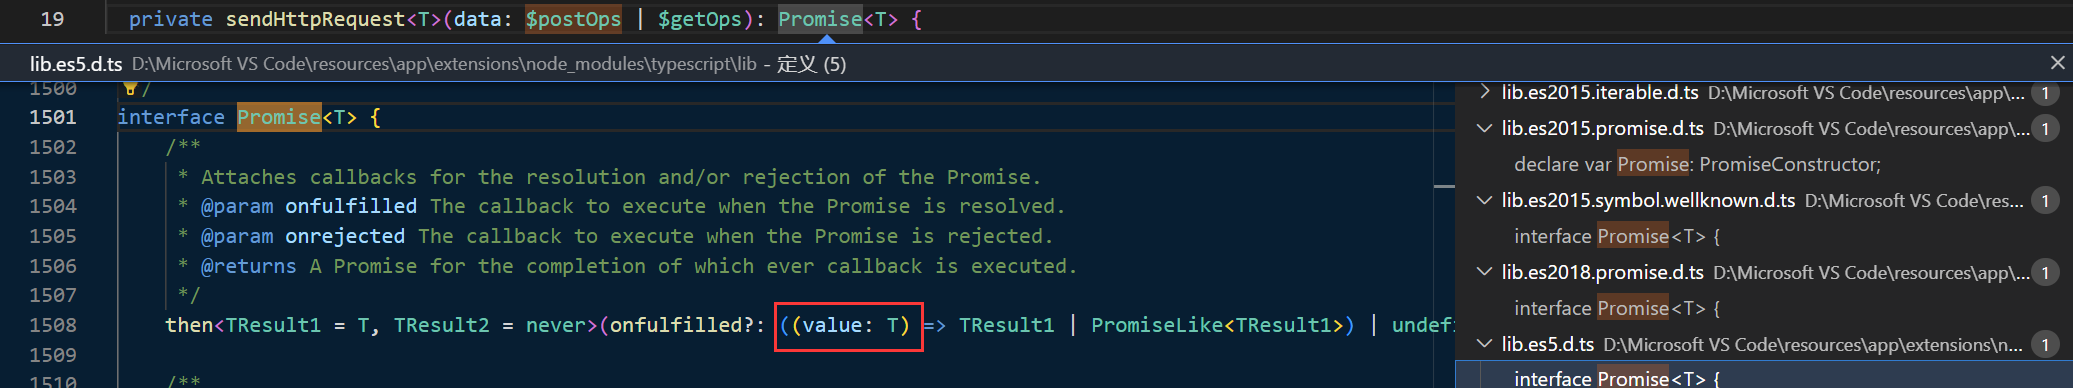 19 private sendHttpRequest<T>(data: $postOps | $getOps): Promise<T> {
lib.es5.d.ts D:\Microsoft VS Code\resources\app\extensions\node_modules\typescript\lib - 定义 (5)
1500 /
1501 interface Promise<T> {
1502 /**
1503 * Attaches callbacks for the resolution and/or rejection of the Promise.
1504 * @param onfulfilled The callback to execute when the Promise is resolved.
1505 * @param onrejected The callback to execute when the Promise is rejected.
1506 * @returns A Promise for the completion of which ever callback is executed.
1507 */
1508 then<TResult1 = T, TResult2 = never>(onfulfilled?: ((value: T) => TResult1 | PromiseLike<TResult1>) | undefi
1509
1510 /**
lib.es2015.iterable.d.ts D:\Microsoft VS Code\resources\app\... 1
lib.es2015.promise.d.ts D:\Microsoft VS Code\resources\app\... 1
declare var Promise: PromiseConstructor;
lib.es2015.symbol.wellknown.d.ts D:\Microsoft VS Code\res... 1
interface Promise<T> {
lib.es2018.promise.d.ts D:\Microsoft VS Code\resources\app\... 1
interface Promise<T> {
lib.es5.d.ts D:\Microsoft VS Code\resources\app\extensions\n... 1
interface Promise<T> {